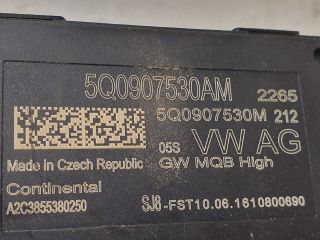 5Q0907530AM 2265
5Q0907530M 212
05S VW AG
Made in Czech Republic GW MQB High
Continental
A2C3855380250 SJ8-FST10.06.1610800690